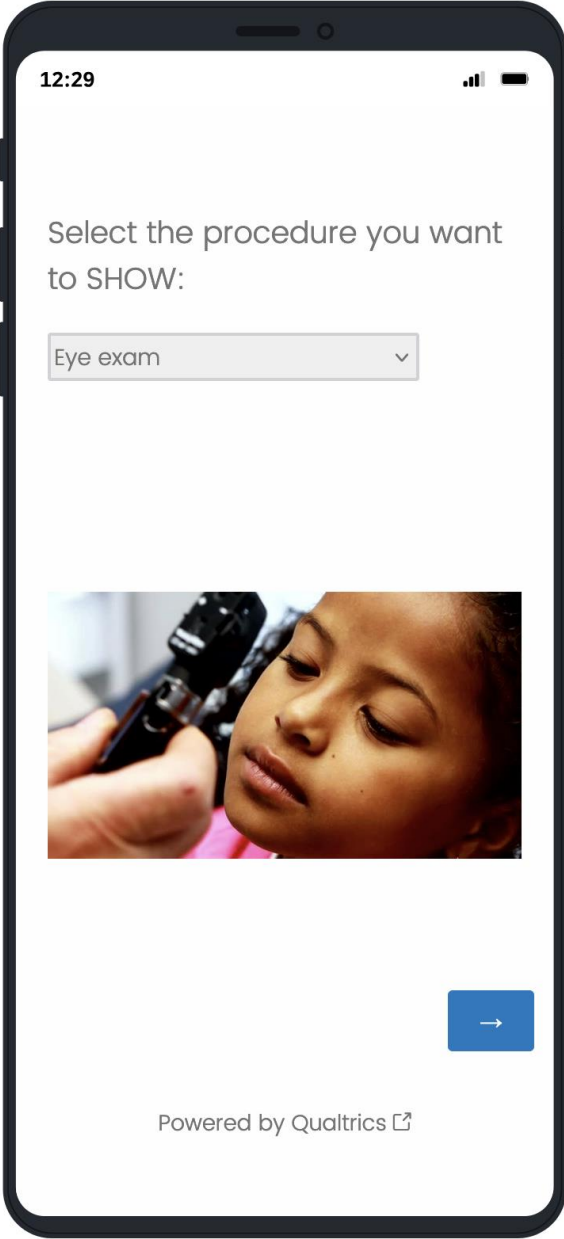 12:29
Select the procedure you want
to SHOW:
Eye exam
→
Powered by Qualtrics